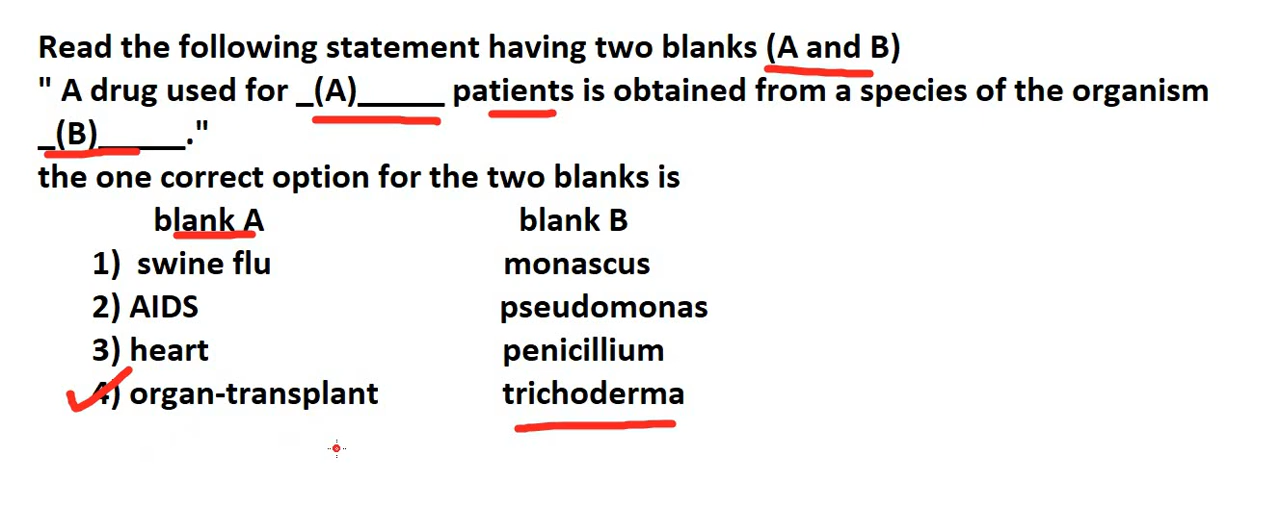 Read the following statement having two blanks (A and B)
" A drug used for _(A)_____ patients is obtained from a species of the organism
_(B)_____."
the one correct option for the two blanks is
blank A blank B
1) swine flu monascus
2) AIDS pseudomonas
3) heart penicillium
4) organ-transplant trichoderma